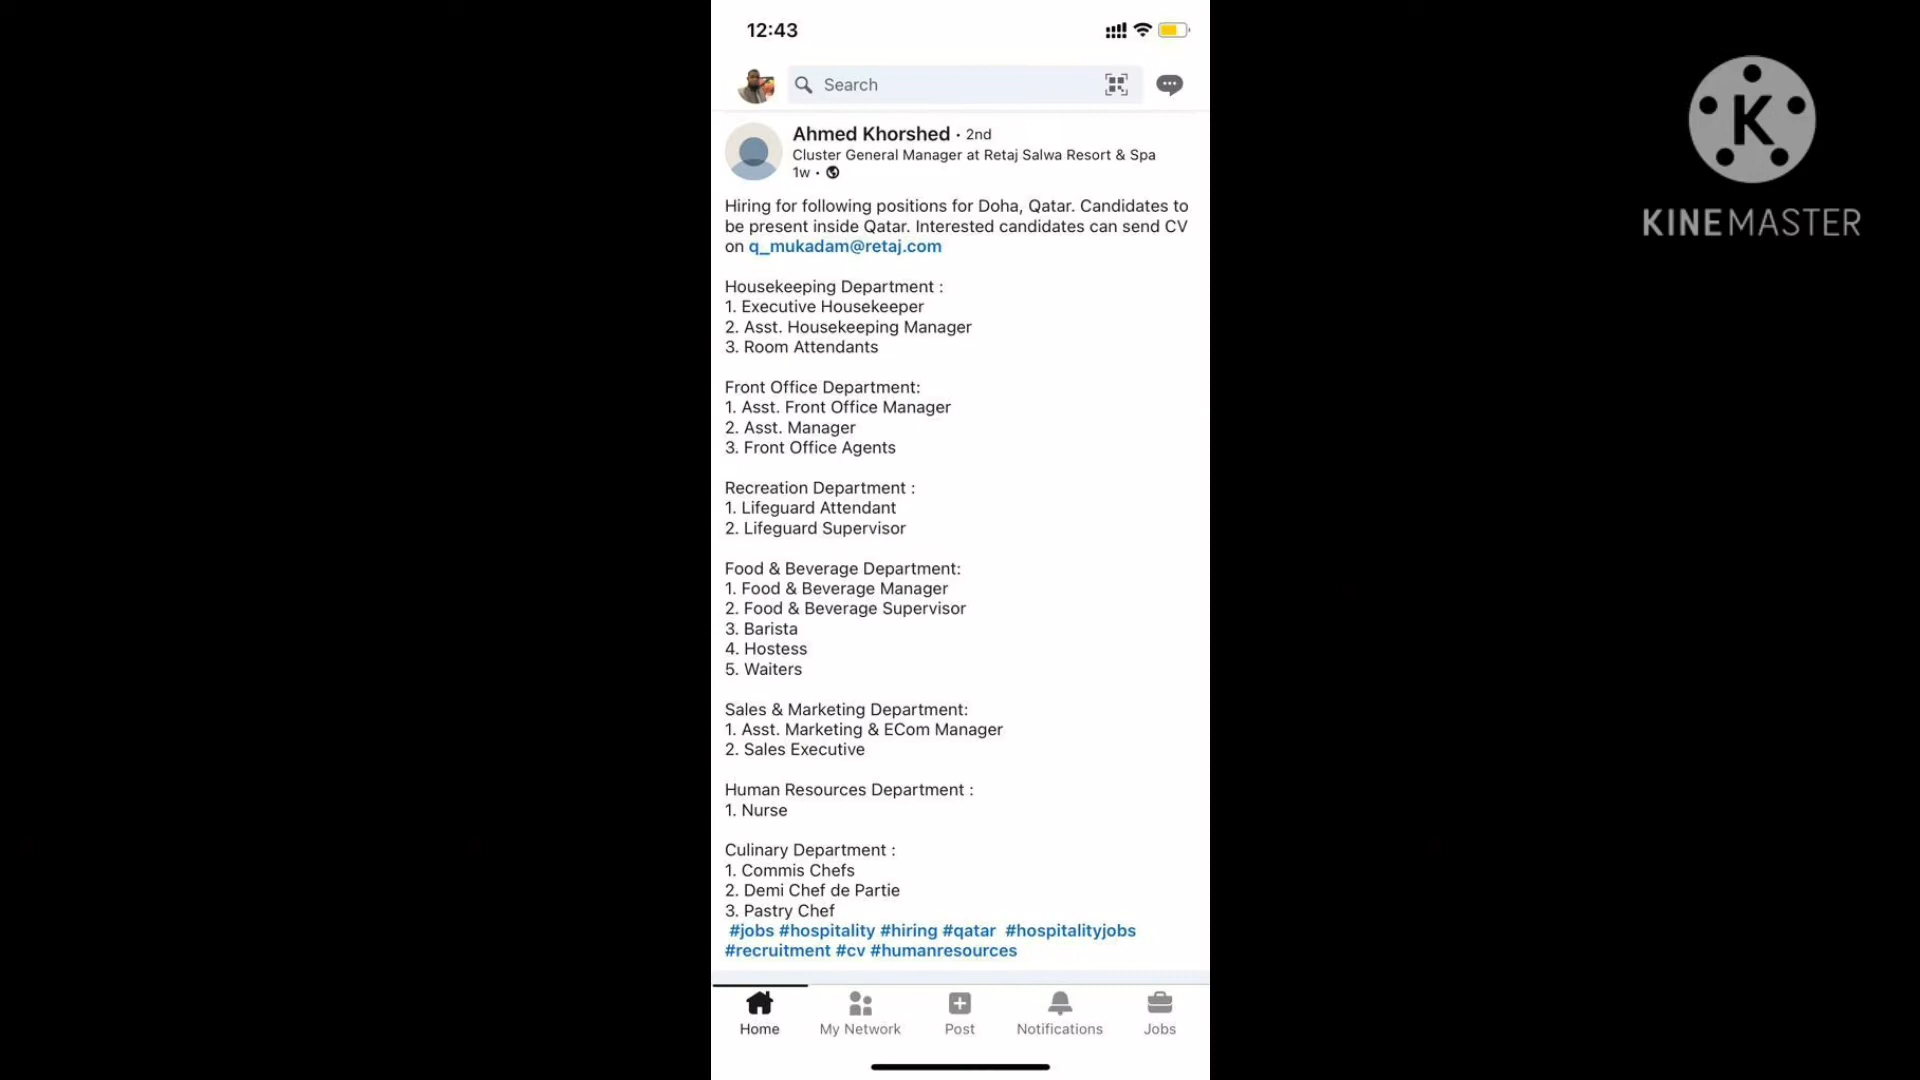 12:43
Search
Ahmed Khorshed · 2nd
Cluster General Manager at Retaj Salwa Resort & Spa
1w ·
Hiring for following positions for Doha, Qatar. Candidates to
be present inside Qatar. Interested candidates can send CV
on q_mukadam@retaj.com
Housekeeping Department :
1. Executive Housekeeper
2. Asst. Housekeeping Manager
3. Room Attendants
Front Office Department:
1. Asst. Front Office Manager
2. Asst. Manager
3. Front Office Agents
Recreation Department :
1. Lifeguard Attendant
2. Lifeguard Supervisor
Food & Beverage Department:
1. Food & Beverage Manager
2. Food & Beverage Supervisor
3. Barista
4. Hostess
5. Waiters
Sales & Marketing Department:
1. Asst. Marketing & ECom Manager
2. Sales Executive
Human Resources Department :
1. Nurse
Culinary Department :
1. Commis Chefs
2. Demi Chef de Partie
3. Pastry Chef
#jobs #hospitality #hiring #qatar #hospitalityjobs
#recruitment #cv #humanresources
Home My Network Post Notifications Jobs
K
KINEMASTER